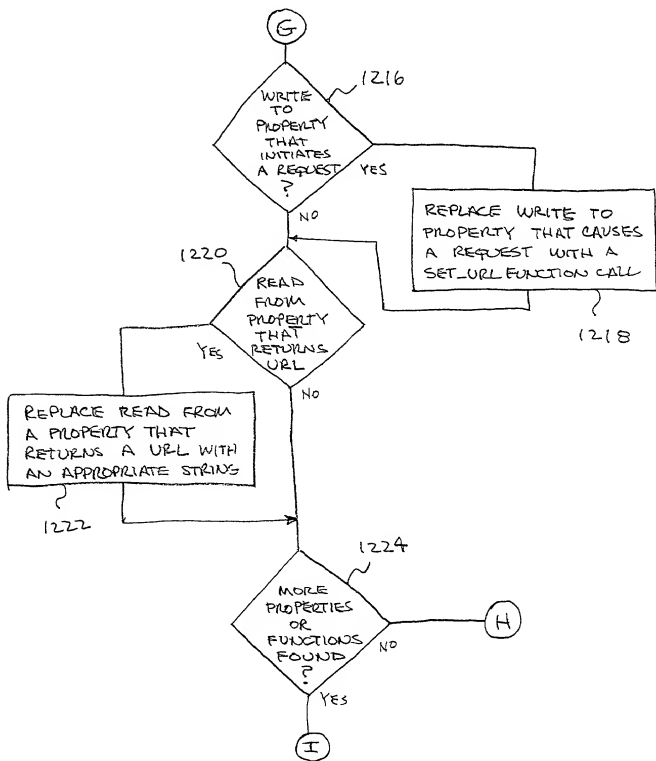 G
1216
WRITE
TO
PROPERTY
THAT
INITIATES
A REQUEST
?
YES
NO
REPLACE WRITE TO
PROPERTY THAT CAUSES
A REQUEST WITH A
SET_URL FUNCTION CALL
1218
1220
READ
FROM
PROPERTY
THAT
RETURNS
URL
YES
NO
REPLACE READ FROM
A PROPERTY THAT
RETURNS A URL WITH
AN APPROPRIATE STRING
1222
1224
MORE
PROPERTIES
OR
FUNCTIONS
FOUND
?
NO
H
YES
I